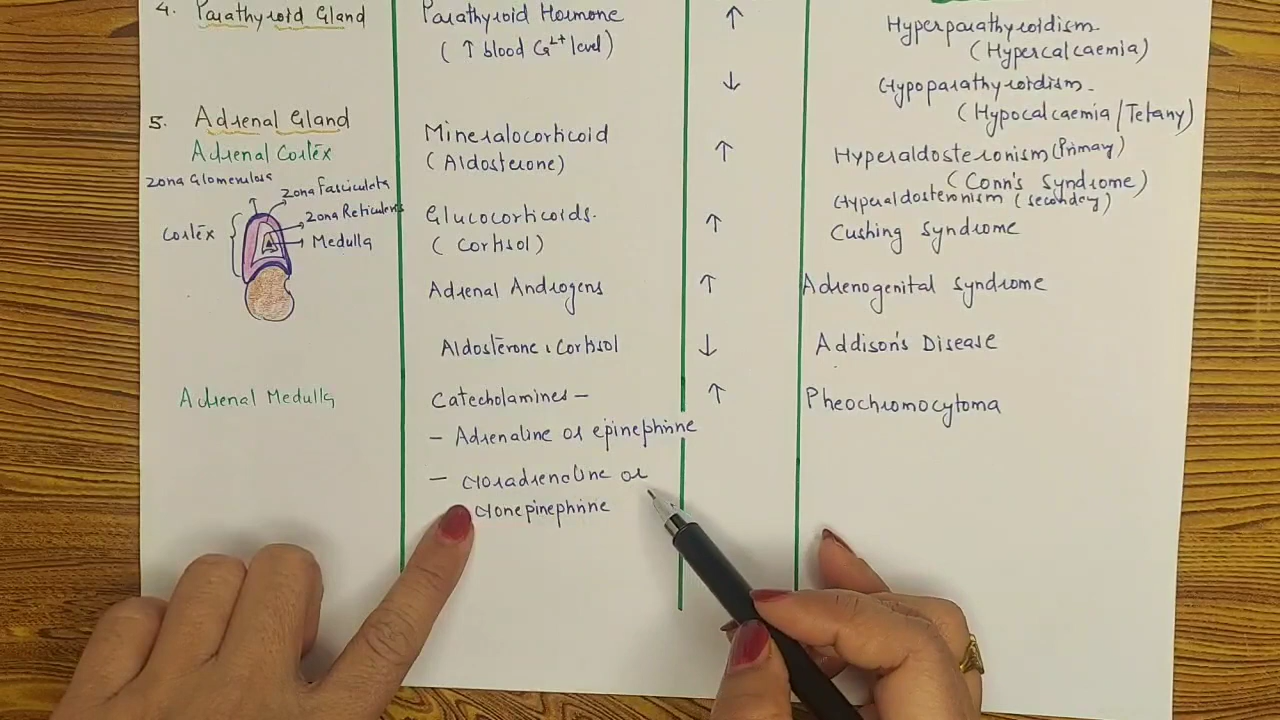 4. Parathyroid Gland
Parathyroid Hormone
↑
Hyperparathyroidism
(↑ blood Ca2+ level)
(Hypercalcaemia)
↓
Hypoparathyroidism.
(Hypocalcaemia/Tetany)
5. Adrenal Gland
Adrenal Cortex
Mineralocorticoid
(Aldosterone)
↑
Hyperaldosteronism (Primary)
(Conn's Syndrome)
Hyperaldosteronism (secondary)
Zona Glomerulosa
Zona Fasciculata
Zona Reticularis
Cortex
Medulla
Glucocorticoids.
(Cortisol)
↑
Cushing Syndrome
Adrenal Androgens
↑
Adrenogenital Syndrome
Aldosterone, Cortisol
↓
Addison's Disease
Adrenal Medulla
Catecholamines –
↑
Pheochromocytoma
– Adrenaline or epinephrine
– Noradrenaline or
Norepinephrine